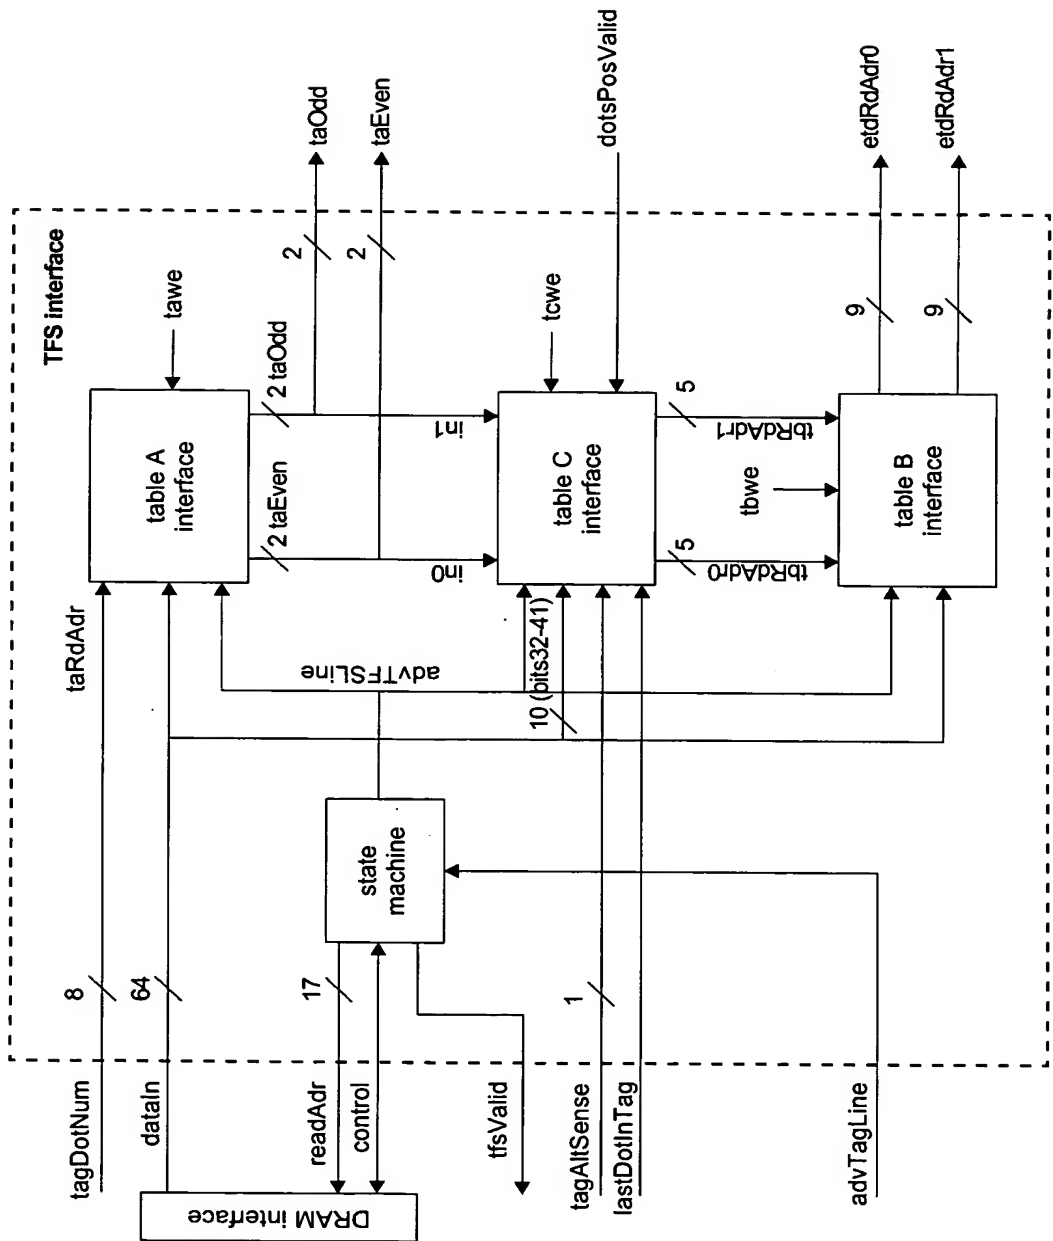 TFS interface
tagDotNum
8
taRdAdr
dataIn
64
table A
interface
tawe
2 taOdd
2 taEven
2
taOdd
2
taEven
DRAM interface
readAdr
17
control
tfsValid
state
machine
advTFSLine
10 (bits32-41)
in1
in0
table C
interface
tcwe
dotsPosValid
tagAltSense
1
lastDotInTag
5
tbRdAdr1
5
tbRdAdr0
tbwe
table B
interface
9
etdRdAdr0
9
etdRdAdr1
advTagLine